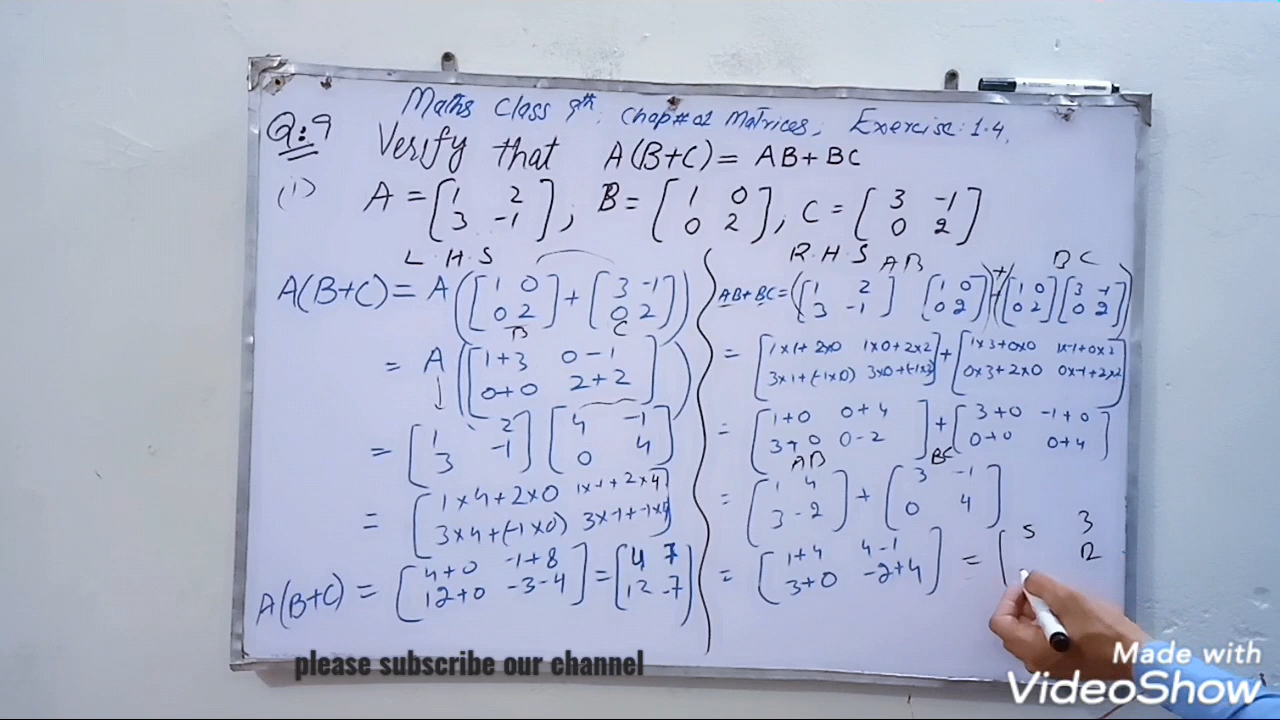 Maths Class 9th, Chap# 01 Matrices, Exercise: 1.4,
Q:9 Verify that A(B+C) = AB + BC
(i) A = [1 2 3 -1], B = [1 0 0 2], C = [3 -1 0 2]
L.H.S
A(B+C) = A([1 0 0 2] + [3 -1 0 2])
B C
= A([1+3 0-1 0+0 2+2])
= [1 2 3 -1] [4 -1 0 4]
= [1×4+2×0 1×-1+2×4 3×4+(-1×0) 3×-1+-1×4]
A(B+C) = [4+0 -1+8 12+0 -3-4] = [4 7 12 -7]
R.H.S AB BC
AB+BC = ([1 2 3 -1] [1 0 0 2]) + ([1 0 0 2] [3 -1 0 2])
= [1×1+2×0 1×0+2×2 3×1+(-1×0) 3×0+(-1×2] + [1×3+0×0 1×-1+0×2 0×3+2×0 0×-1+2×2]
= [1+0 0+4 3+0 0-2] + [3+0 -1+0 0+0 0+4]
AB BC
= [1 4 3 -2] + [3 -1 0 4]
= [1+4 4-1 3+0 -2+4] = [5 3 2
please subscribe our channel
Made with
VideoShow